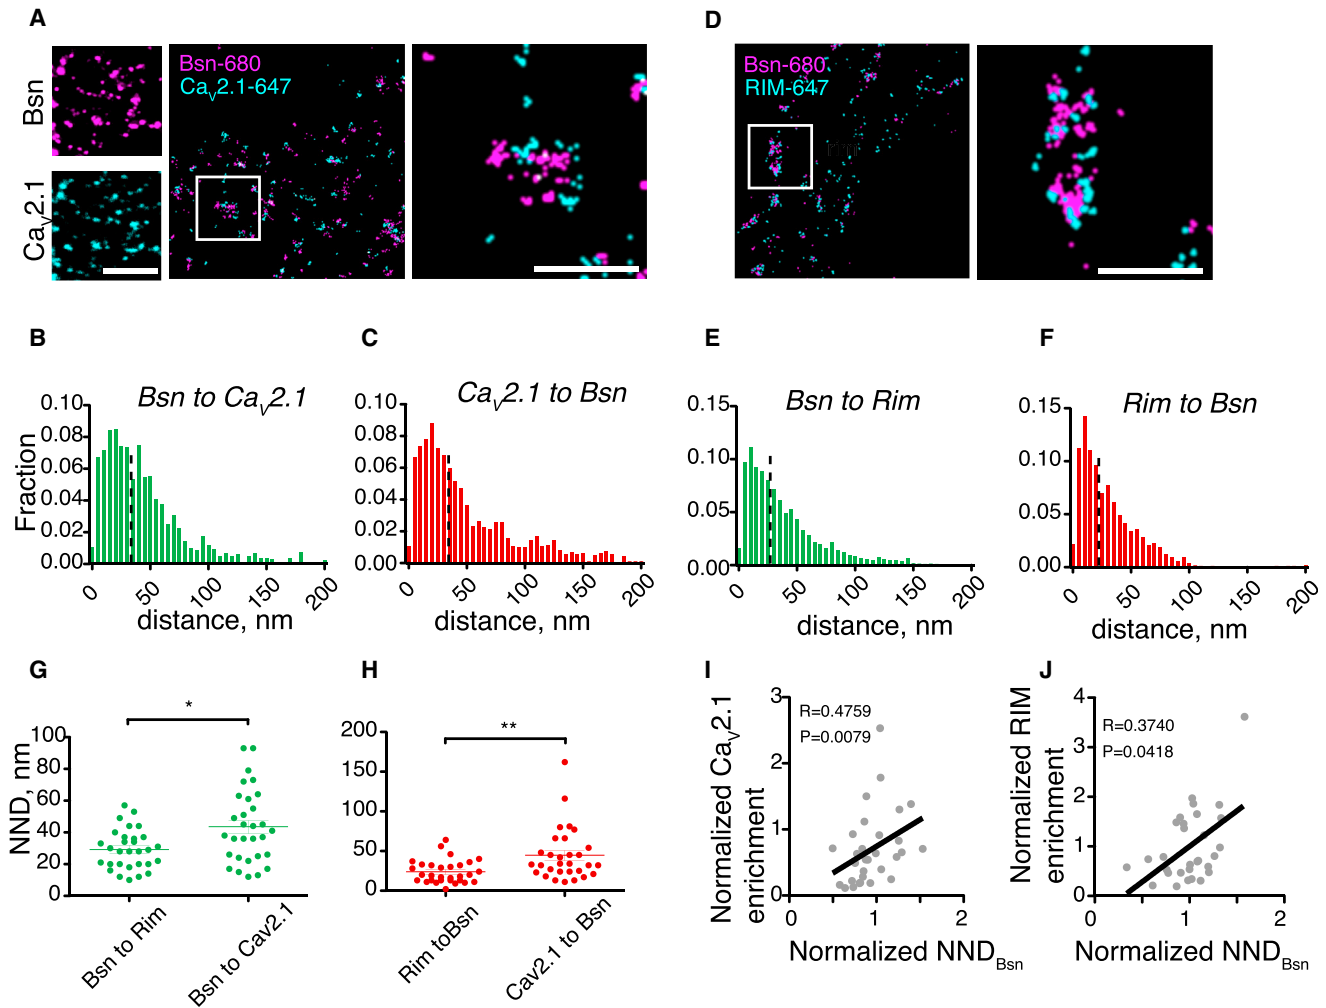 A
Bsn
CaV2.1
Bsn-680
CaV2.1-647
D
Bsn-680
RIM-647
B
Bsn to CaV2.1
Fraction
0.10
0.08
0.06
0.04
0.02
0.00
0
50
100
150
200
distance, nm
C
CaV2.1 to Bsn
0.10
0.08
0.06
0.04
0.02
0.00
0
50
100
150
200
distance, nm
E
Bsn to Rim
0.15
0.10
0.05
0.00
0
50
100
150
200
distance, nm
F
Rim to Bsn
0.15
0.10
0.05
0.00
0
50
100
150
200
distance, nm
G
*
NND, nm
100
80
60
40
20
0
Bsn to Rim
Bsn to Cav2.1
H
**
200
150
100
50
0
Rim toBsn
Cav2.1 to Bsn
I
Normalized CaV2.1
enrichment
R=0.4759
P=0.0079
3
2
1
0
0
1
2
Normalized NNDBsn
J
Normalized RIM
enrichment
R=0.3740
P=0.0418
4
3
2
1
0
0
1
2
Normalized NNDBsn